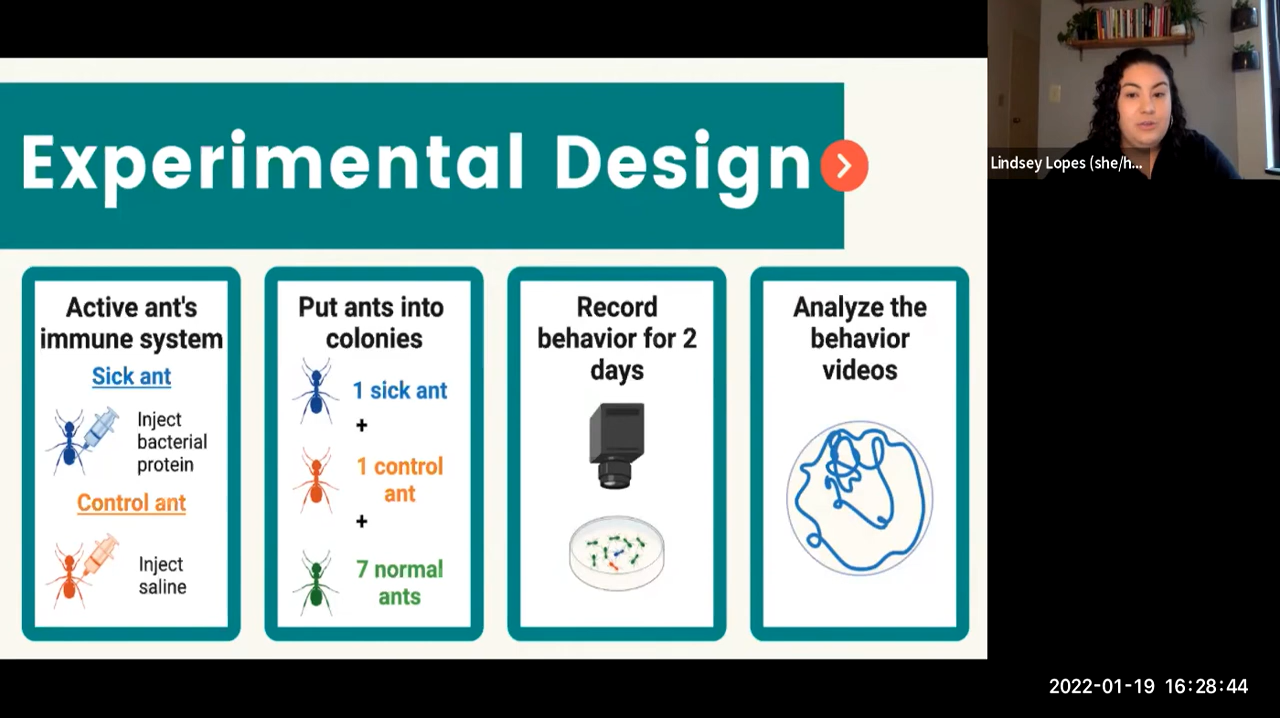 Experimental Design
Active ant's
immune system
Sick ant
Inject
bacterial
protein
Control ant
Inject
saline
Put ants into
colonies
1 sick ant
+
1 control
ant
+
7 normal
ants
Record
behavior for 2
days
Analyze the
behavior
videos
Lindsey Lopes (she/h...
2022-01-19 16:28:44